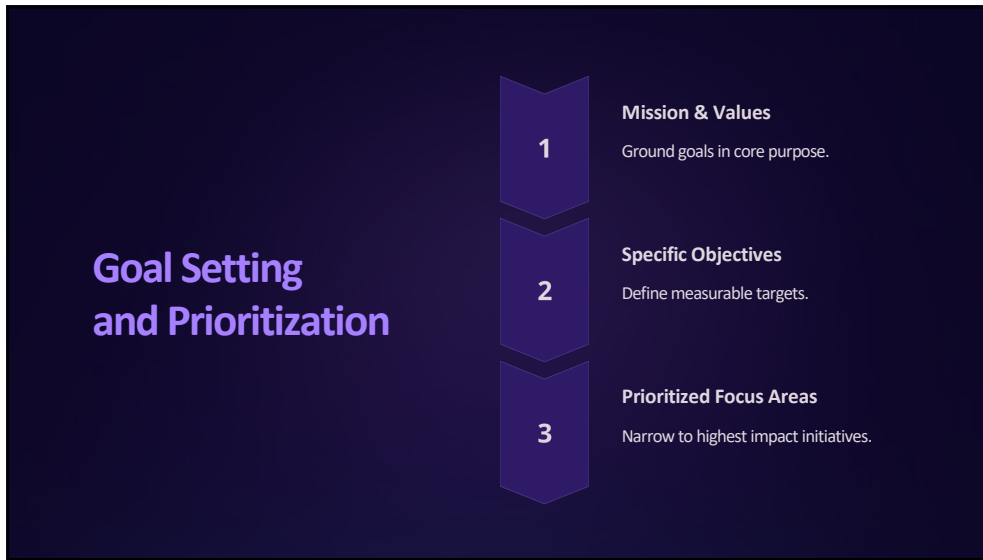 Goal Setting
and Prioritization
1
Mission & Values
Ground goals in core purpose.
2
Specific Objectives
Define measurable targets.
3
Prioritized Focus Areas
Narrow to highest impact initiatives.